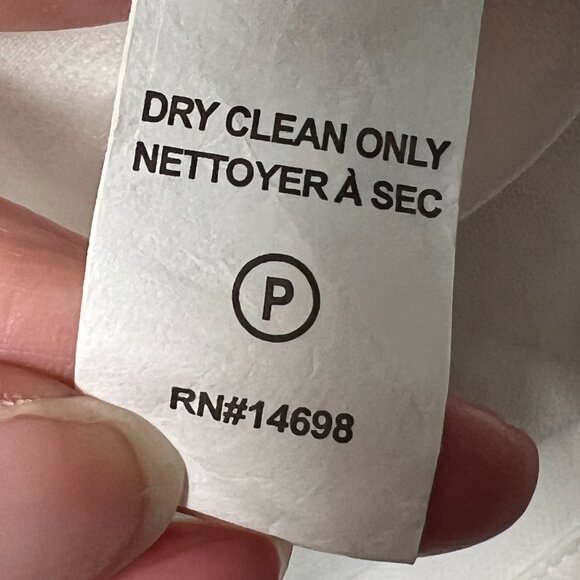 DRY CLEAN ONLY
NETTOYER À SEC
P
RN#14698